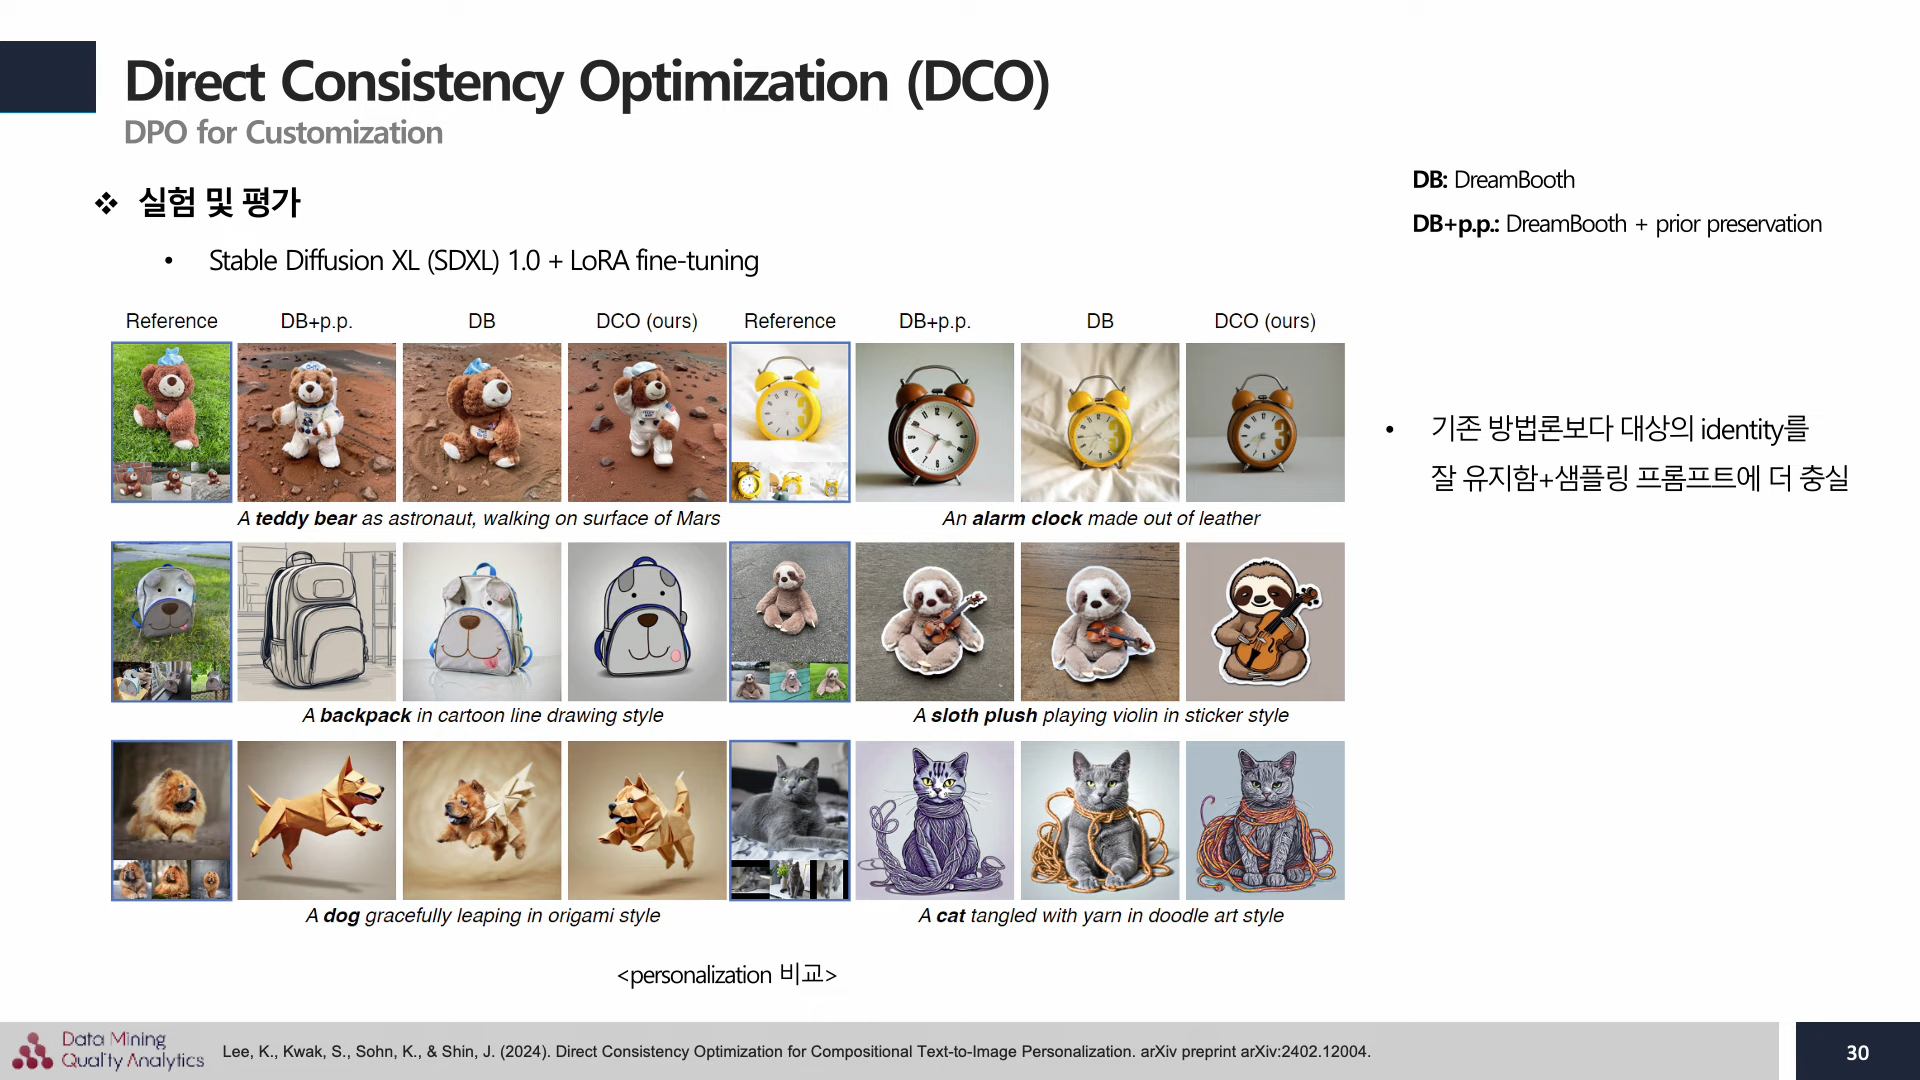 Direct Consistency Optimization (DCO)
DPO for Customization
DB: DreamBooth
DB+p.p.: DreamBooth + prior preservation
❖ 실험 및 평가
• Stable Diffusion XL (SDXL) 1.0 + LoRA fine-tuning
Reference DB+p.p. DB DCO (ours) Reference DB+p.p. DB DCO (ours)
A teddy bear as astronaut, walking on surface of Mars
An alarm clock made out of leather
A backpack in cartoon line drawing style
A sloth plush playing violin in sticker style
A dog gracefully leaping in origami style
A cat tangled with yarn in doodle art style
<personalization 비교>
• 기존 방법론보다 대상의 identity를
잘 유지함+샘플링 프롬프트에 더 충실
Data Mining
Quality Analytics
Lee, K., Kwak, S., Sohn, K., & Shin, J. (2024). Direct Consistency Optimization for Compositional Text-to-Image Personalization. arXiv preprint arXiv:2402.12004.
30